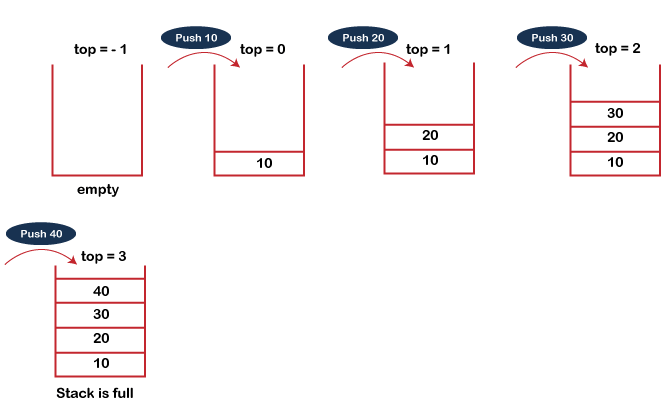 top = - 1
empty
Push 10
top = 0
10
Push 20
top = 1
20
10
Push 30
top = 2
30
20
10
Push 40
top = 3
40
30
20
10
Stack is full